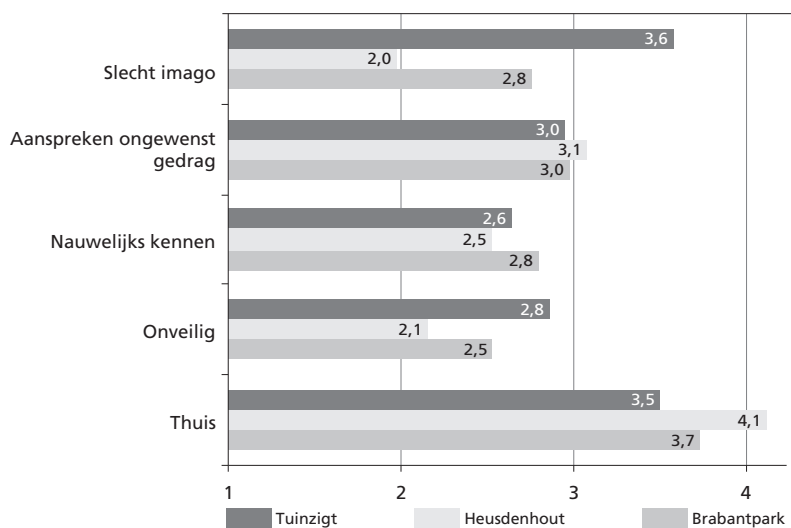 3,6
Slecht imago
2,0
2,8
3,0
Aanspreken ongewenst
gedrag
3,1
3,0
2,6
Nauwelijks kennen
2,5
2,8
2,8
Onveilig
2,1
2,5
3,5
Thuis
4,1
3,7
1 2 3 4
Tuinzigt Heusdenhout Brabantpark